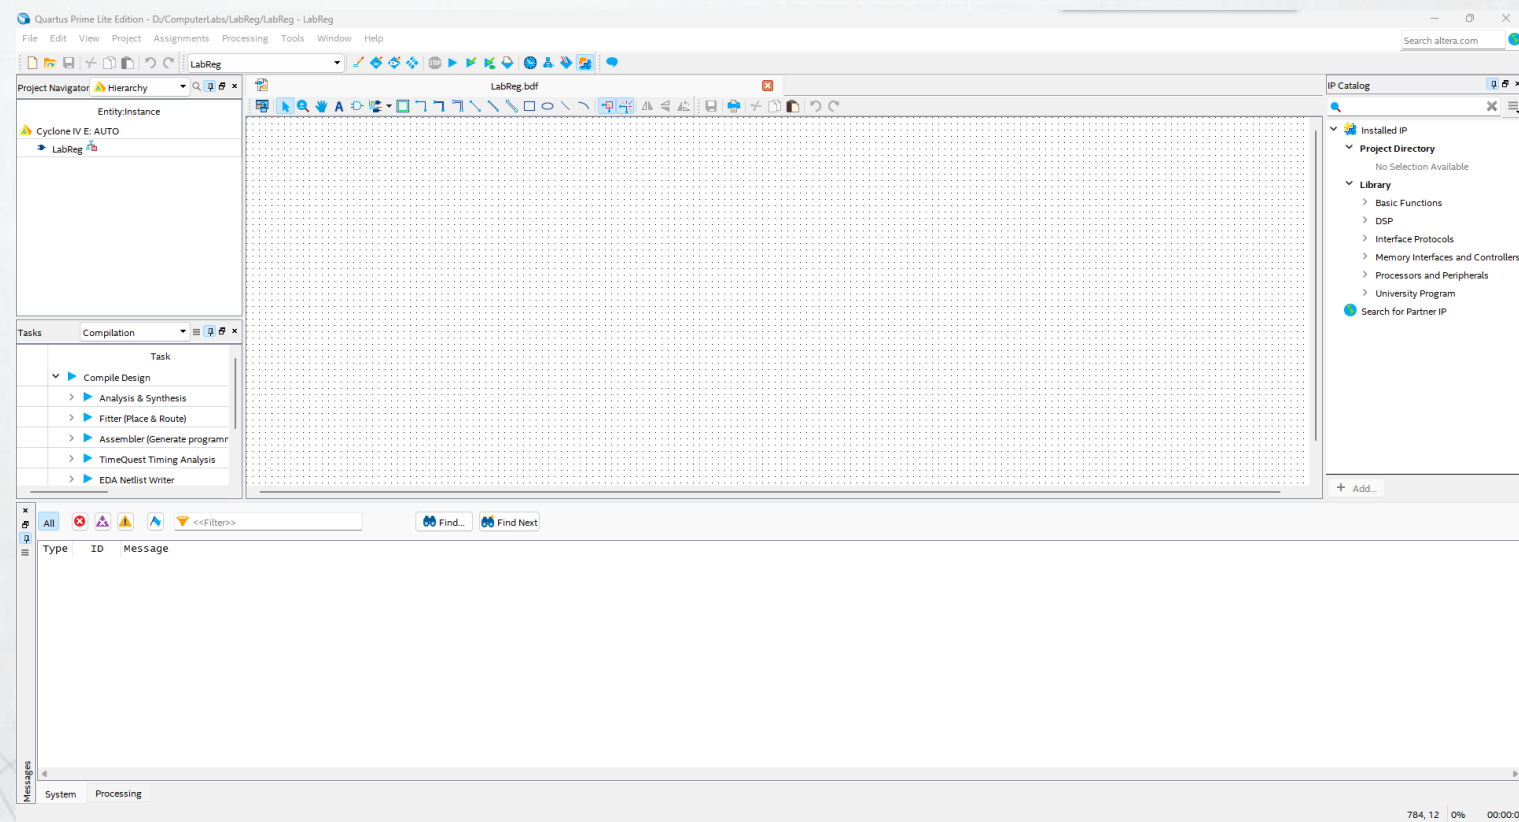 Quartus Prime Lite Edition - D:/ComputerLabs/LabReg/LabReg - LabReg
File Edit View Project Assignments Processing Tools Window Help
Search altera.com
LabReg
Project Navigator Hierarchy
LabReg.bdf
IP Catalog
Entity:Instance
Cyclone IV E: AUTO
LabReg
Installed IP
Project Directory
No Selection Available
Library
Basic Functions
DSP
Interface Protocols
Memory Interfaces and Controllers
Processors and Peripherals
University Program
Search for Partner IP
Tasks Compilation
Task
Compile Design
Analysis & Synthesis
Fitter (Place & Route)
Assembler (Generate programm
TimeQuest Timing Analysis
EDA Netlist Writer
+ Add...
All <<Filter>> Find... Find Next
Type ID Message
Messages
System Processing
784, 12 0% 00:00:0